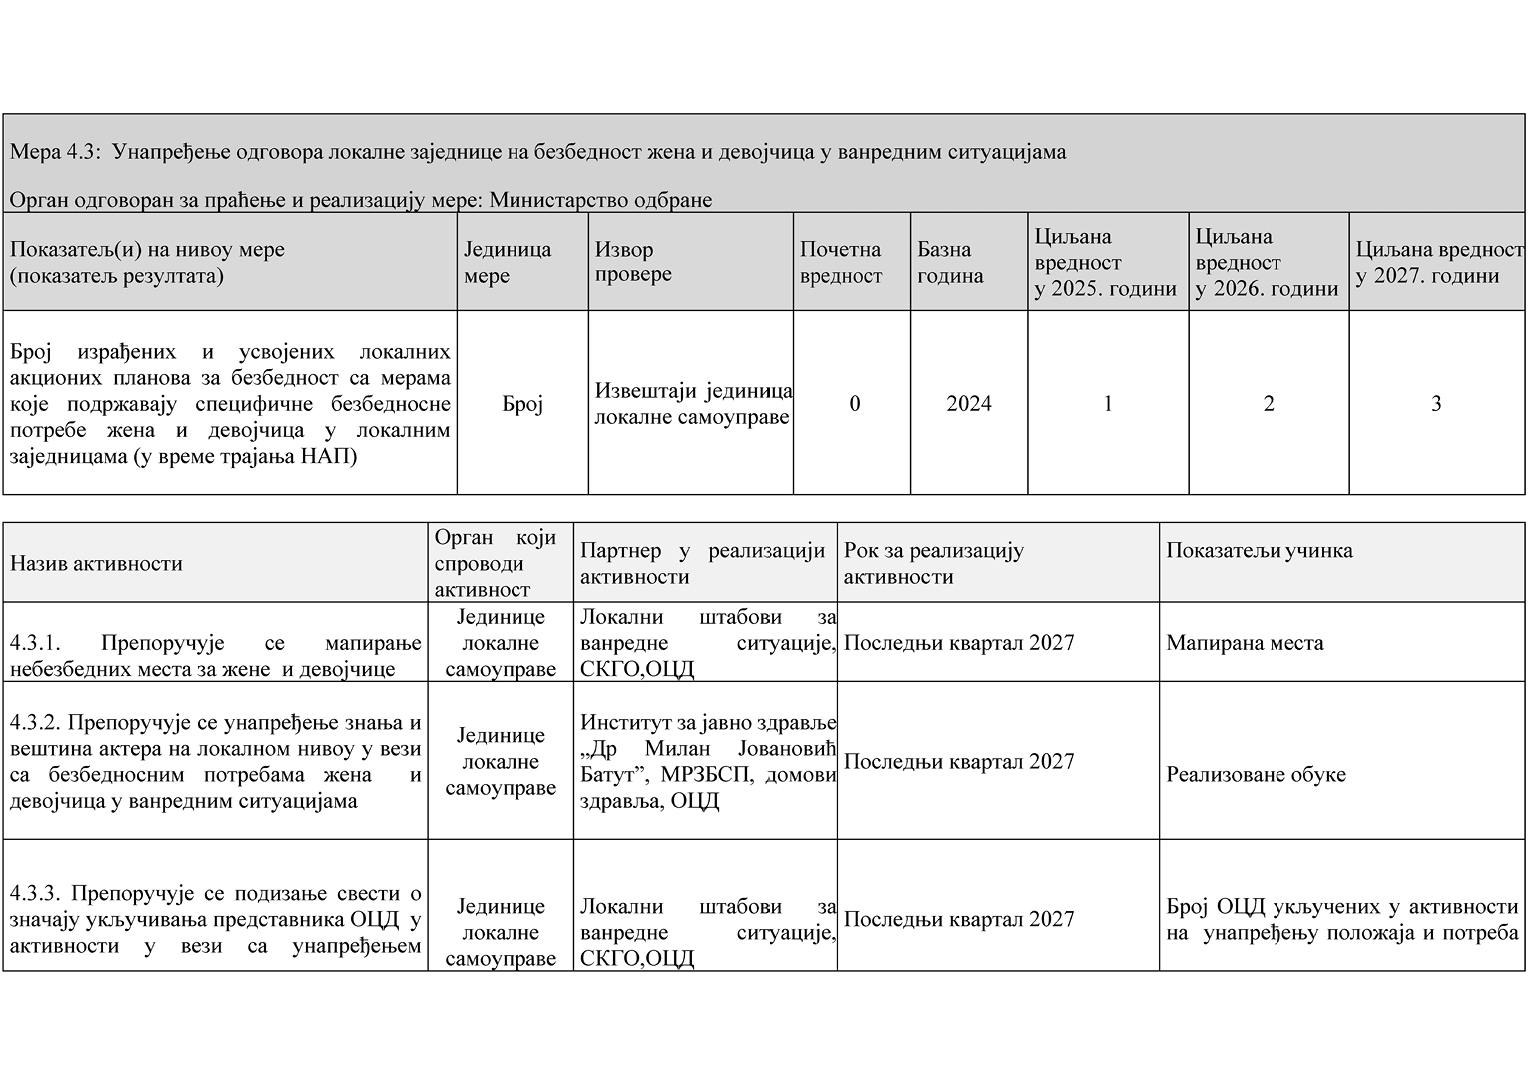 Мера 4.3: Унапређење одговора локалне заједнице на безбедност жена и девојчица у ванредним ситуацијама
Орган одговоран за праћење и реализацију мере: Министарство одбране
Показатељ(и) на нивоу мере
(показатељ резултата)
Јединица
мере
Извор
провере
Почетна
вредност
Базна
година
Циљана
вредност
у 2025. години
Циљана
вредност
у 2026. години
Циљана вредност
у 2027. години
Број израђених и усвојених локалних
акционих планова за безбедност са мерама
које подржавају специфичне безбедносне
потребе жена и девојчица у локалним
заједницама (у време трајања НАП)
Број
Извештаји јединица
локалне самоуправе
0
2024
1
2
3
Назив активности
Орган који
спроводи
активност
Партнер у реализацији
активности
Рок за реализацију
активности
Показатељи учинка
4.3.1. Препоручује се мапирање
небезбедних места за жене и девојчице
Јединице
локалне
самоуправе
Локални штабови за
ванредне ситуације,
СКГО,ОЦД
Последњи квартал 2027
Мапирана места
4.3.2. Препоручује се унапређење знања и
вештина актера на локалном нивоу у вези
са безбедносним потребама жена и
девојчица у ванредним ситуацијама
Јединице
локалне
самоуправе
Институт за јавно здравље
„Др Милан Јовановић
Батут”, МРЗБСП, домови
здравља, ОЦД
Последњи квартал 2027
Реализоване обуке
4.3.3. Препоручује се подизање свести о
значају укључивања представника ОЦД у
активности у вези са унапређењем
Јединице
локалне
самоуправе
Локални штабови за
ванредне ситуације,
СКГО,ОЦД
Последњи квартал 2027
Број ОЦД укључених у активности
на унапређењу положаја и потреба